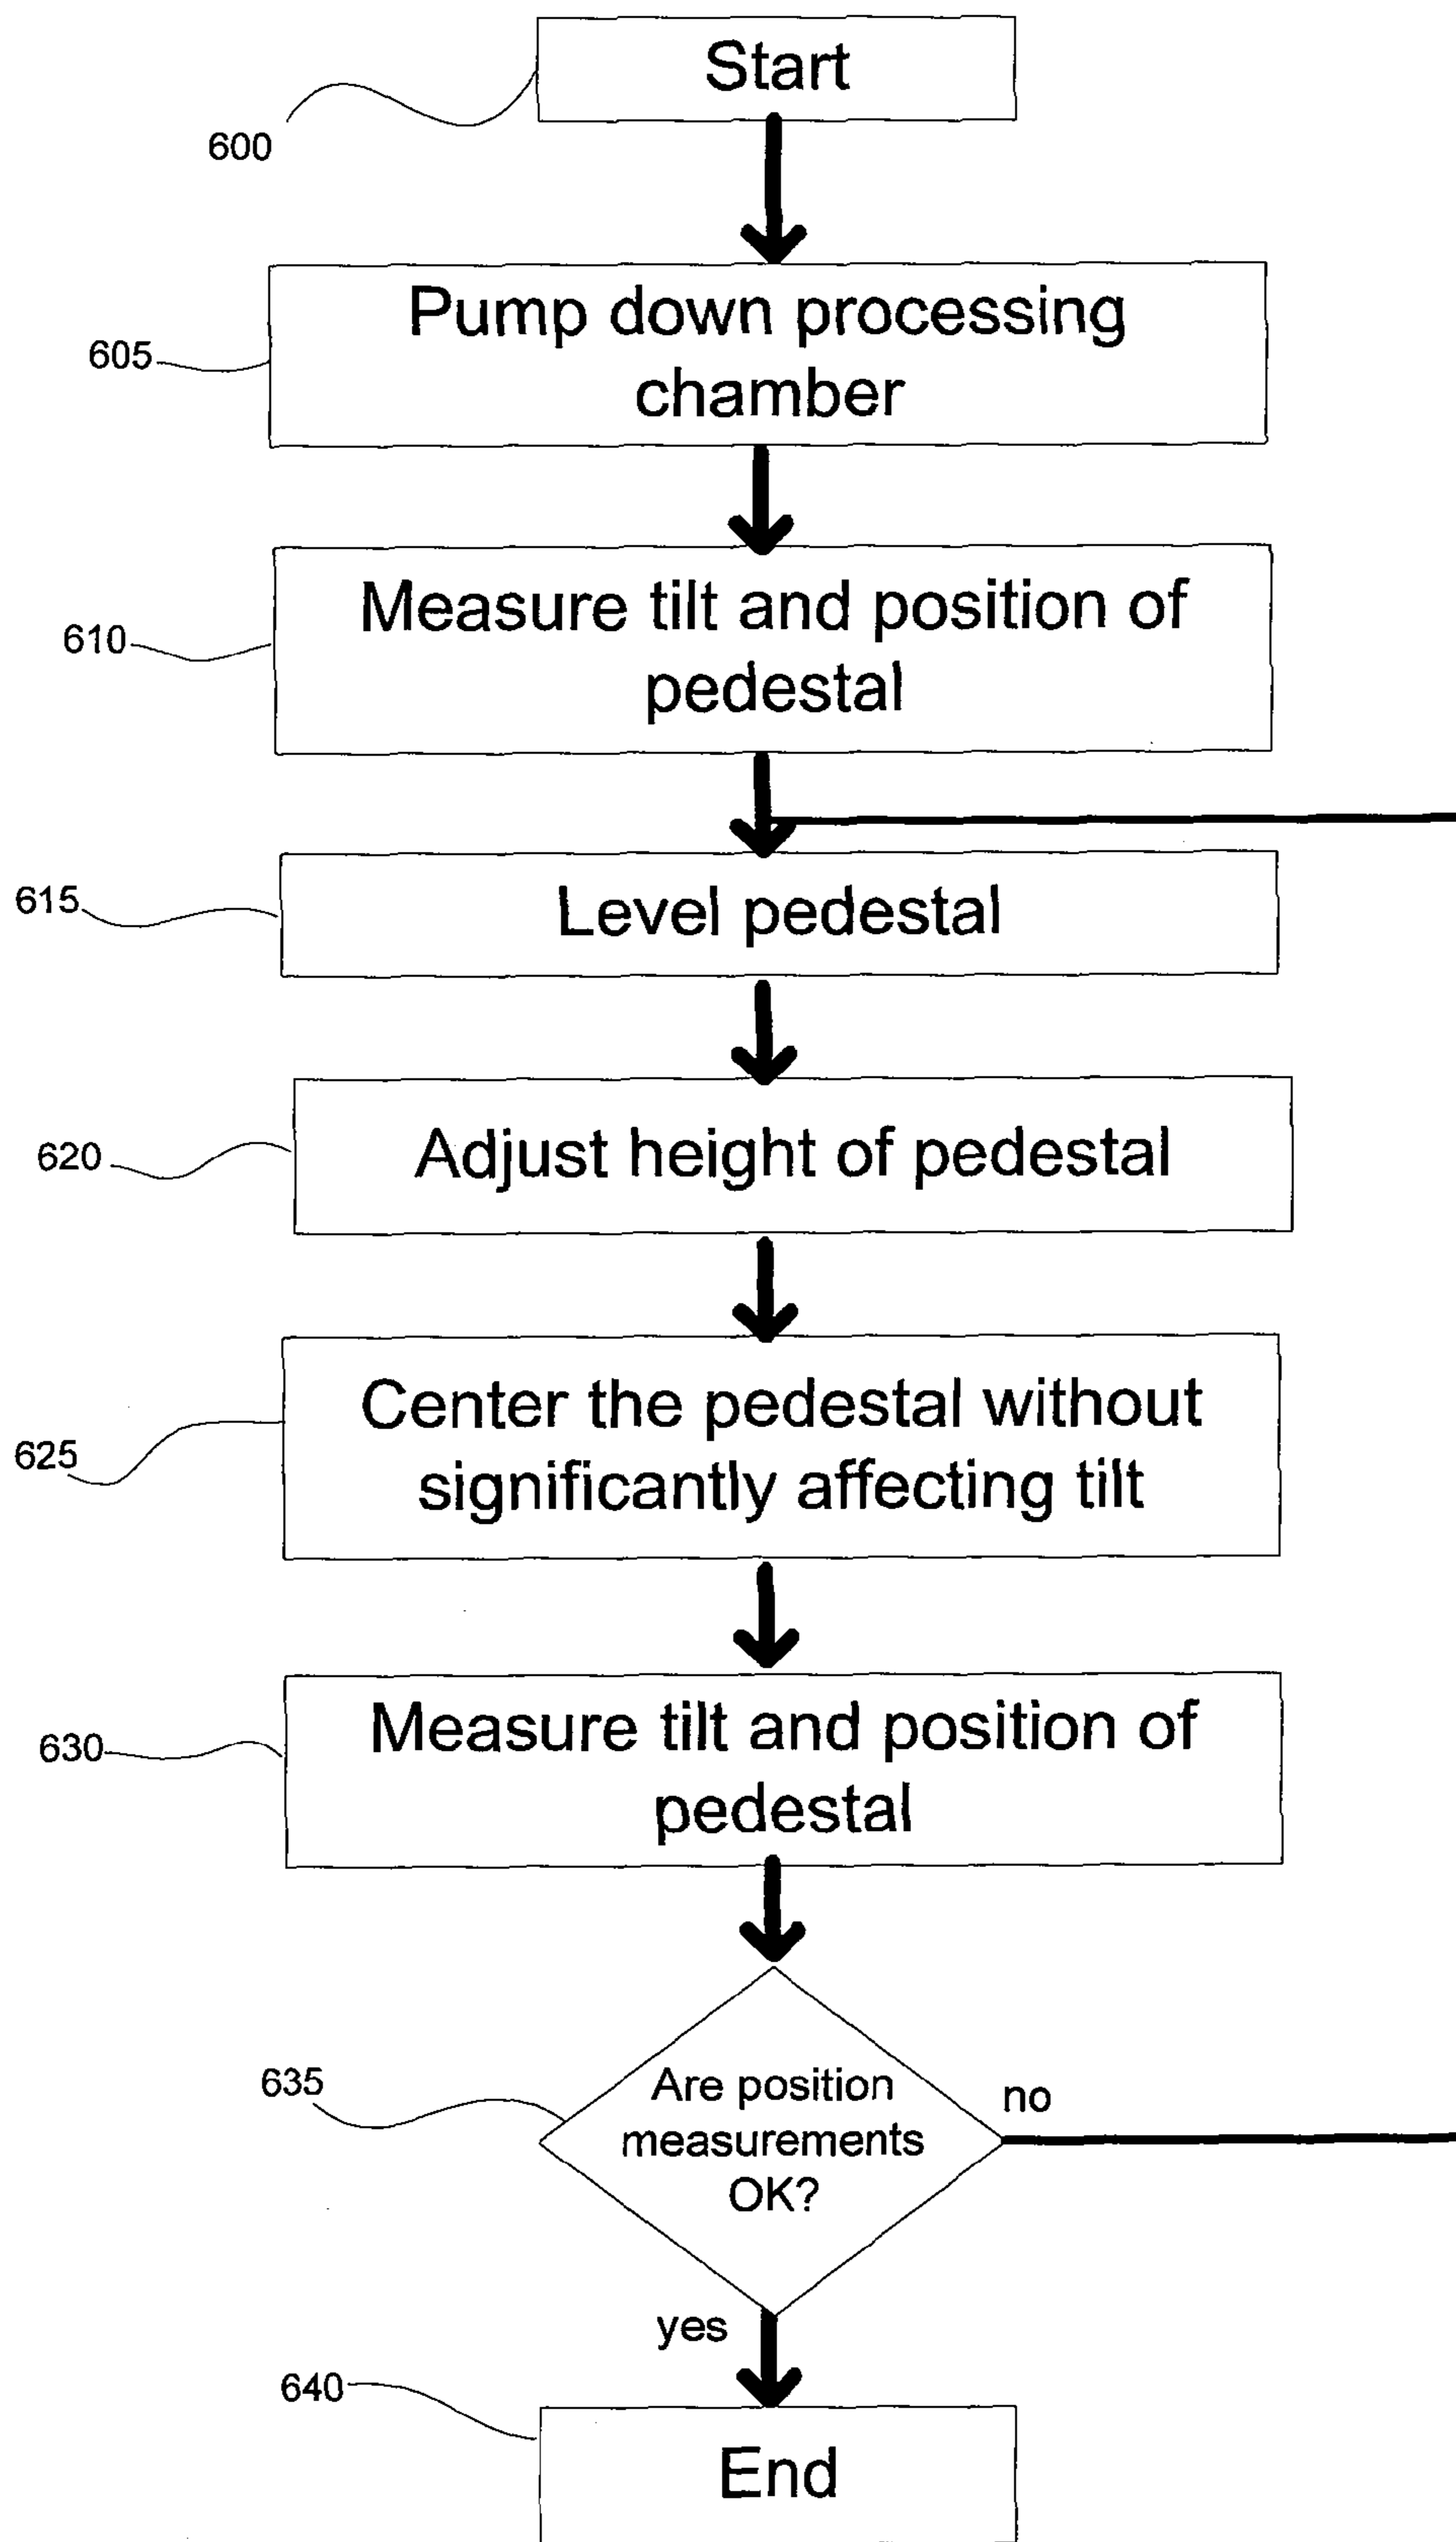 Start
600
Pump down processing
chamber
605
Measure tilt and position of
pedestal
610
Level pedestal
615
Adjust height of pedestal
620
Center the pedestal without
significantly affecting tilt
625
Measure tilt and position of
pedestal
630
Are position
measurements
OK?
635
no
yes
640
End